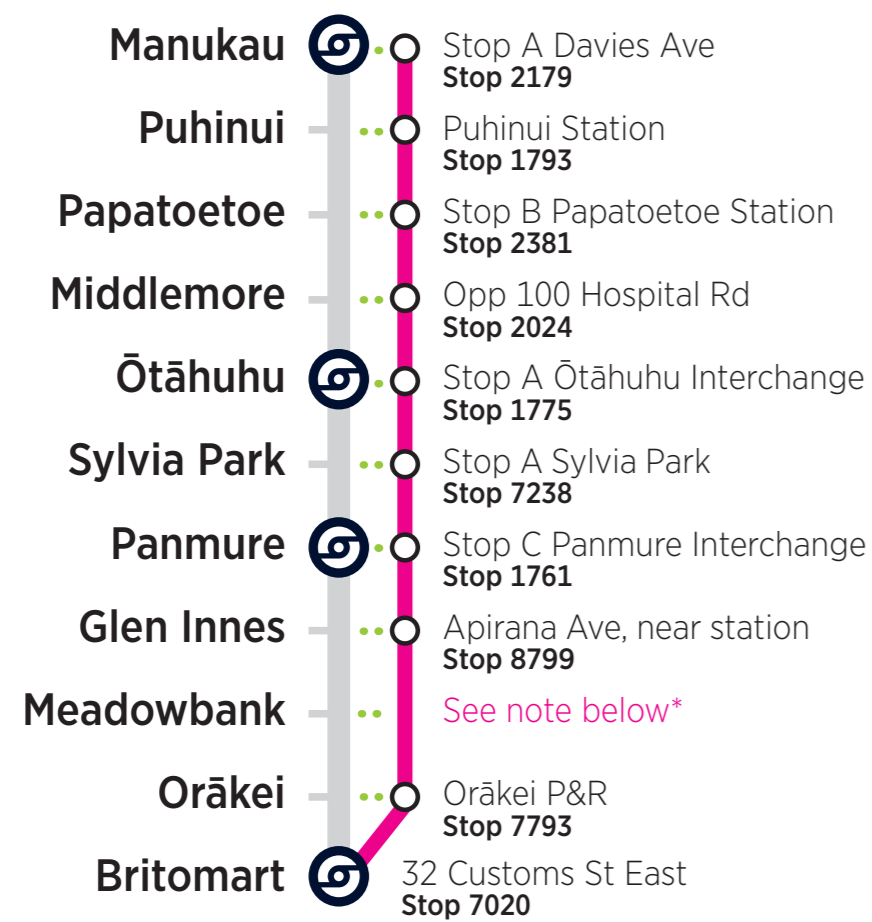 Manukau
Stop A Davies Ave
Stop 2179
Puhinui
Puhinui Station
Stop 1793
Papatoetoe
Stop B Papatoetoe Station
Stop 2381
Middlemore
Opp 100 Hospital Rd
Stop 2024
Ōtāhuhu
Stop A Ōtāhuhu Interchange
Stop 1775
Sylvia Park
Stop A Sylvia Park
Stop 7238
Panmure
Stop C Panmure Interchange
Stop 1761
Glen Innes
Apirana Ave, near station
Stop 8799
Meadowbank
See note below*
Orākei
Orākei P&R
Stop 7793
Britomart
32 Customs St East
Stop 7020